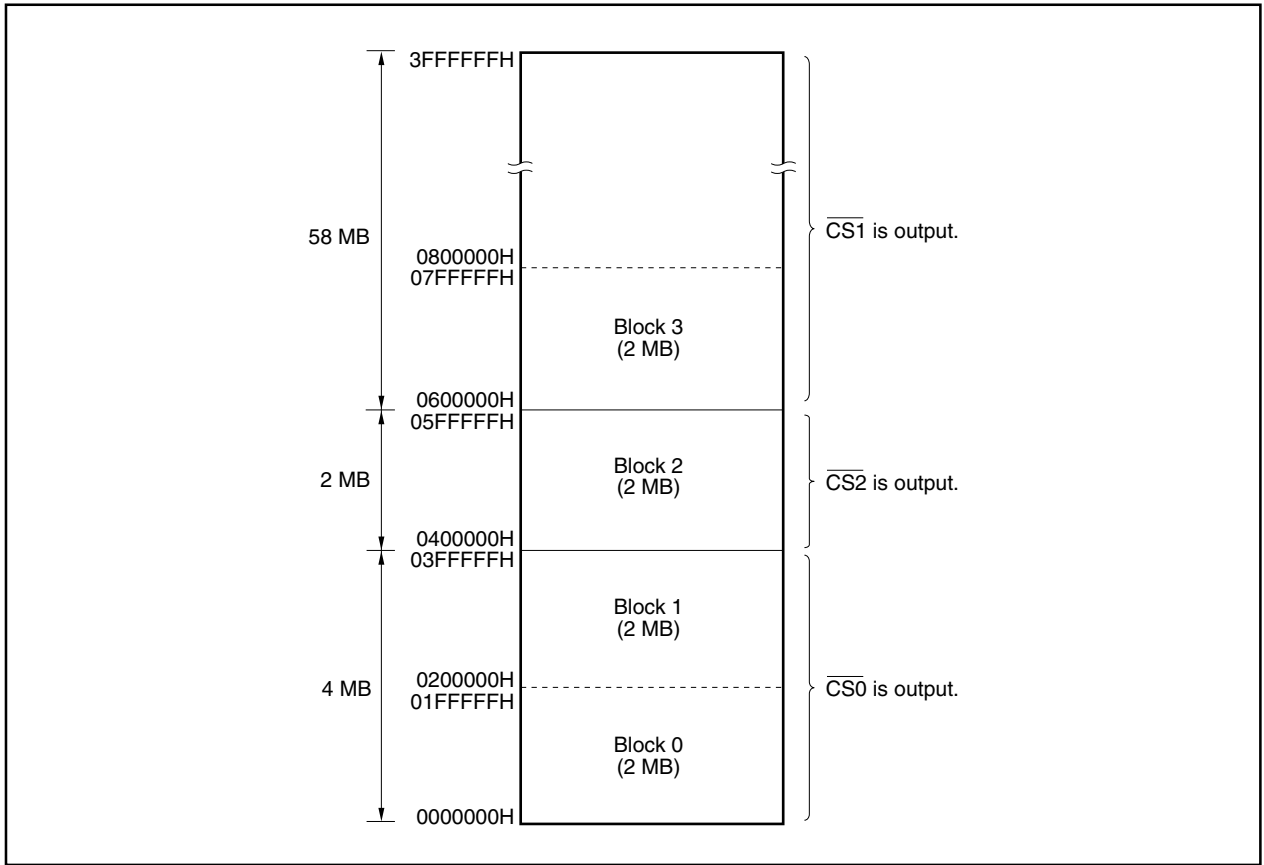 3FFFFFFH
58 MB
CS1 is output.
0800000H
07FFFFFH
Block 3
(2 MB)
0600000H
05FFFFFH
Block 2
(2 MB)
2 MB
CS2 is output.
0400000H
03FFFFFH
Block 1
(2 MB)
0200000H
4 MB
CS0 is output.
01FFFFFH
Block 0
(2 MB)
0000000H